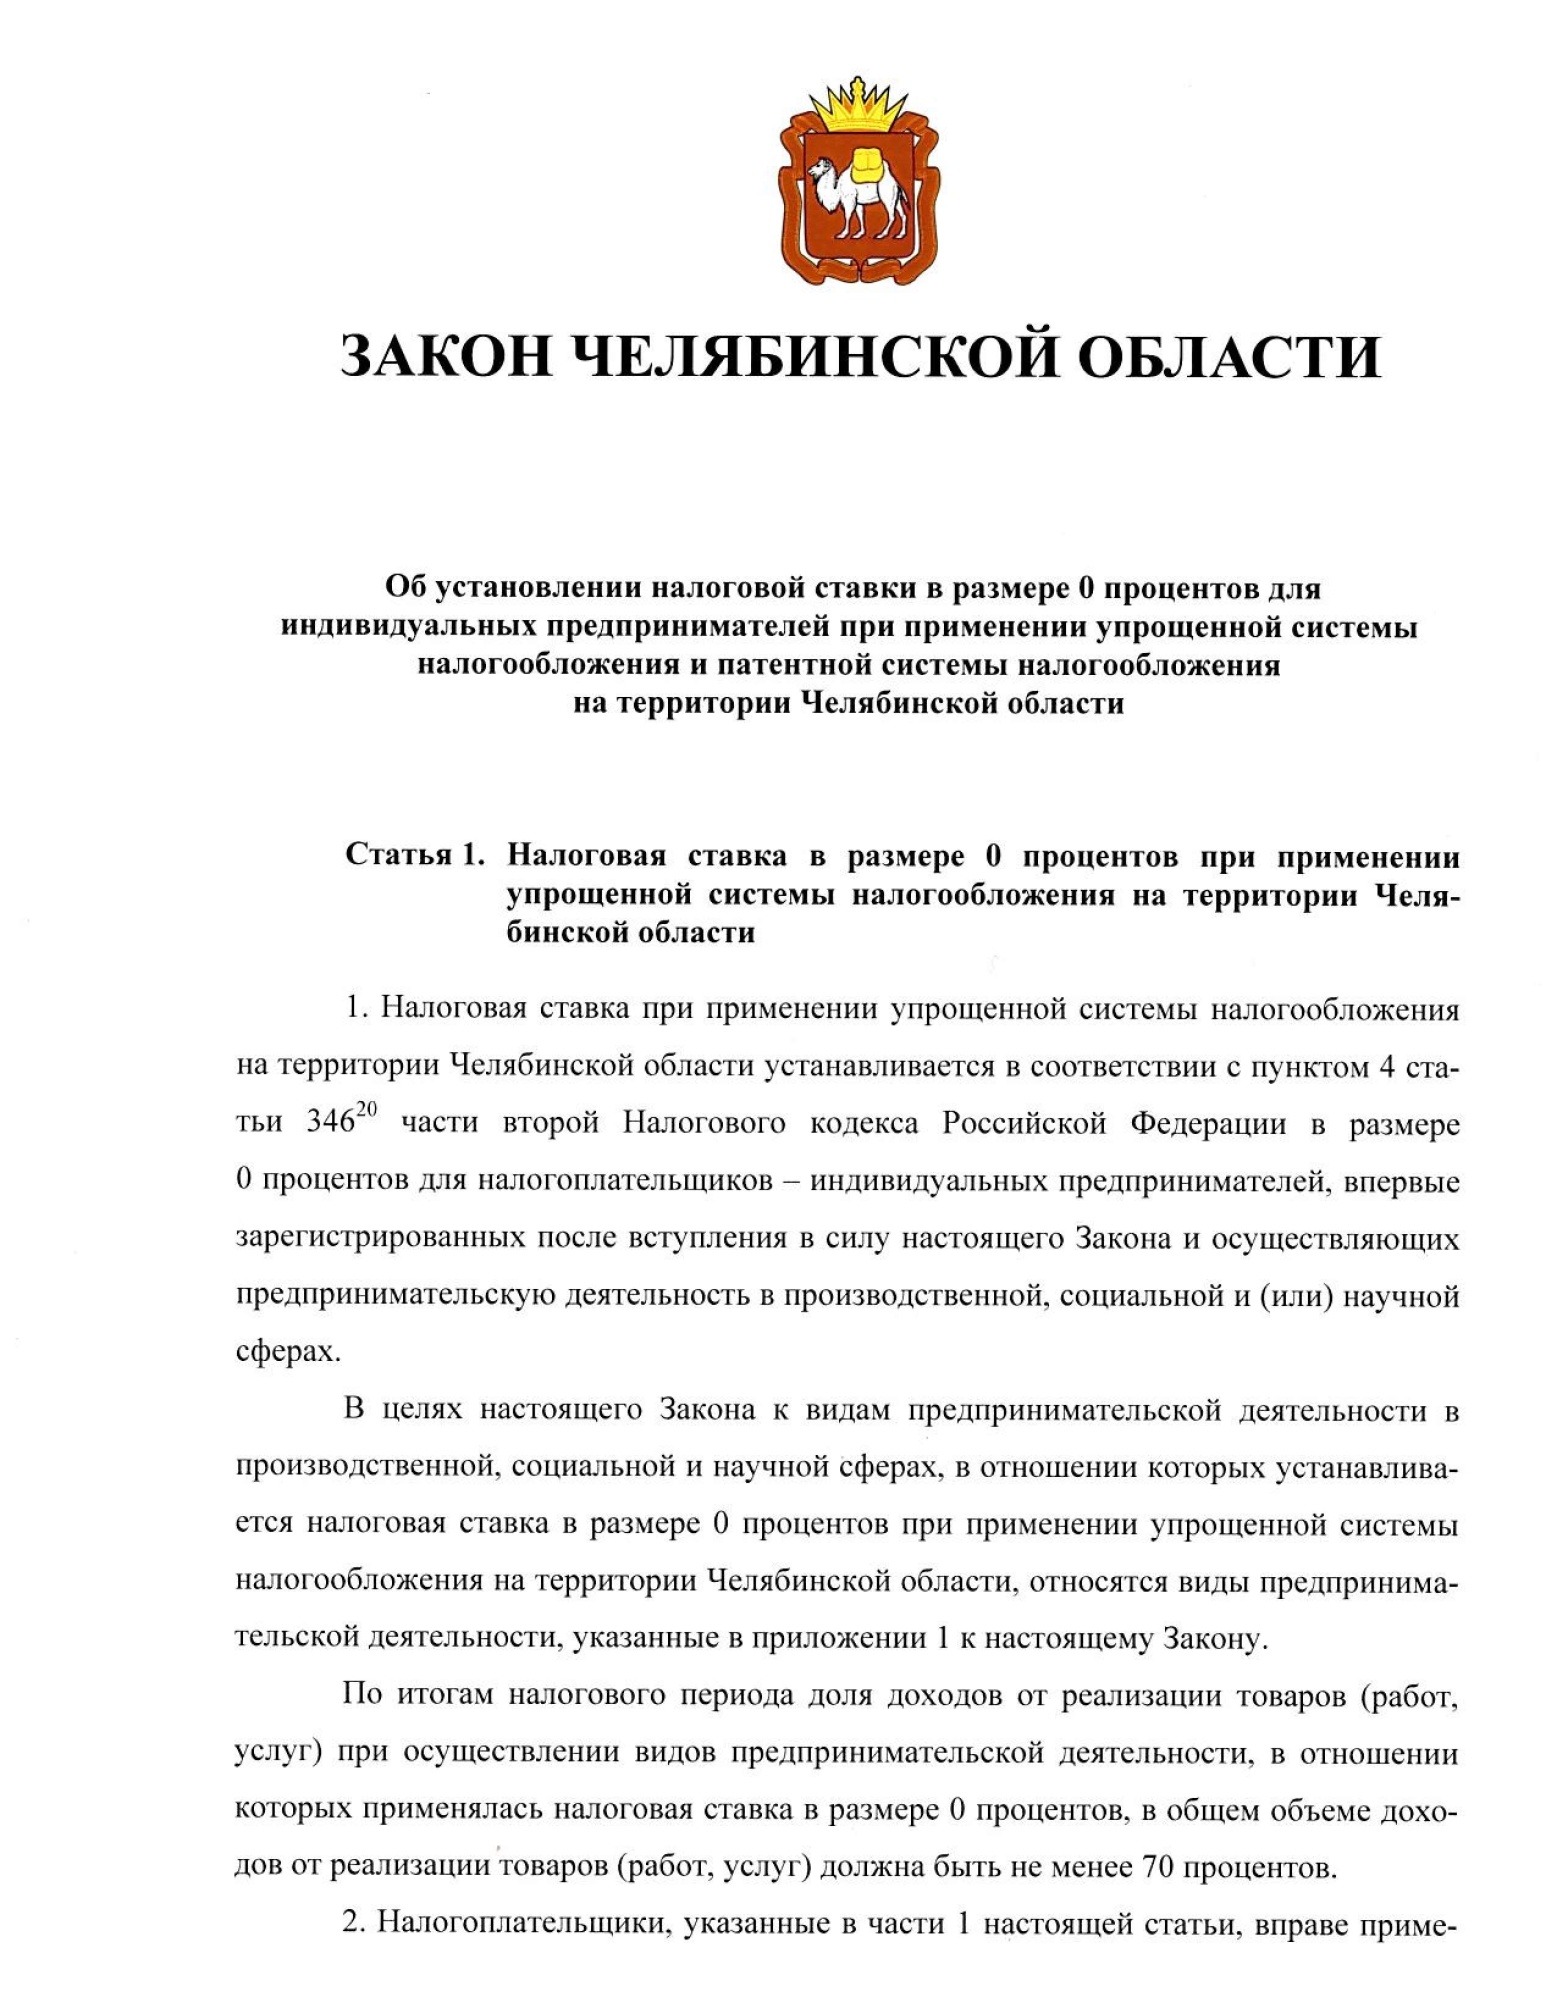 ЗАКОН ЧЕЛЯБИНСКОЙ ОБЛАСТИ
Об установлении налоговой ставки в размере 0 процентов для
индивидуальных предпринимателей при применении упрощенной системы
налогообложения и патентной системы налогообложения
на территории Челябинской области
Статья 1. Налоговая ставка в размере 0 процентов при применении
упрощенной системы налогообложения на территории Челя-
бинской области
1. Налоговая ставка при применении упрощенной системы налогообложения
на территории Челябинской области устанавливается в соответствии с пунктом 4 ста-
тьи 346²⁰ части второй Налогового кодекса Российской Федерации в размере
0 процентов для налогоплательщиков – индивидуальных предпринимателей, впервые
зарегистрированных после вступления в силу настоящего Закона и осуществляющих
предпринимательскую деятельность в производственной, социальной и (или) научной
сферах.
В целях настоящего Закона к видам предпринимательской деятельности в
производственной, социальной и научной сферах, в отношении которых устанавлива-
ется налоговая ставка в размере 0 процентов при применении упрощенной системы
налогообложения на территории Челябинской области, относятся виды предпринима-
тельской деятельности, указанные в приложении 1 к настоящему Закону.
По итогам налогового периода доля доходов от реализации товаров (работ,
услуг) при осуществлении видов предпринимательской деятельности, в отношении
которых применялась налоговая ставка в размере 0 процентов, в общем объеме дохо-
дов от реализации товаров (работ, услуг) должна быть не менее 70 процентов.
2. Налогоплательщики, указанные в части 1 настоящей статьи, вправе приме-